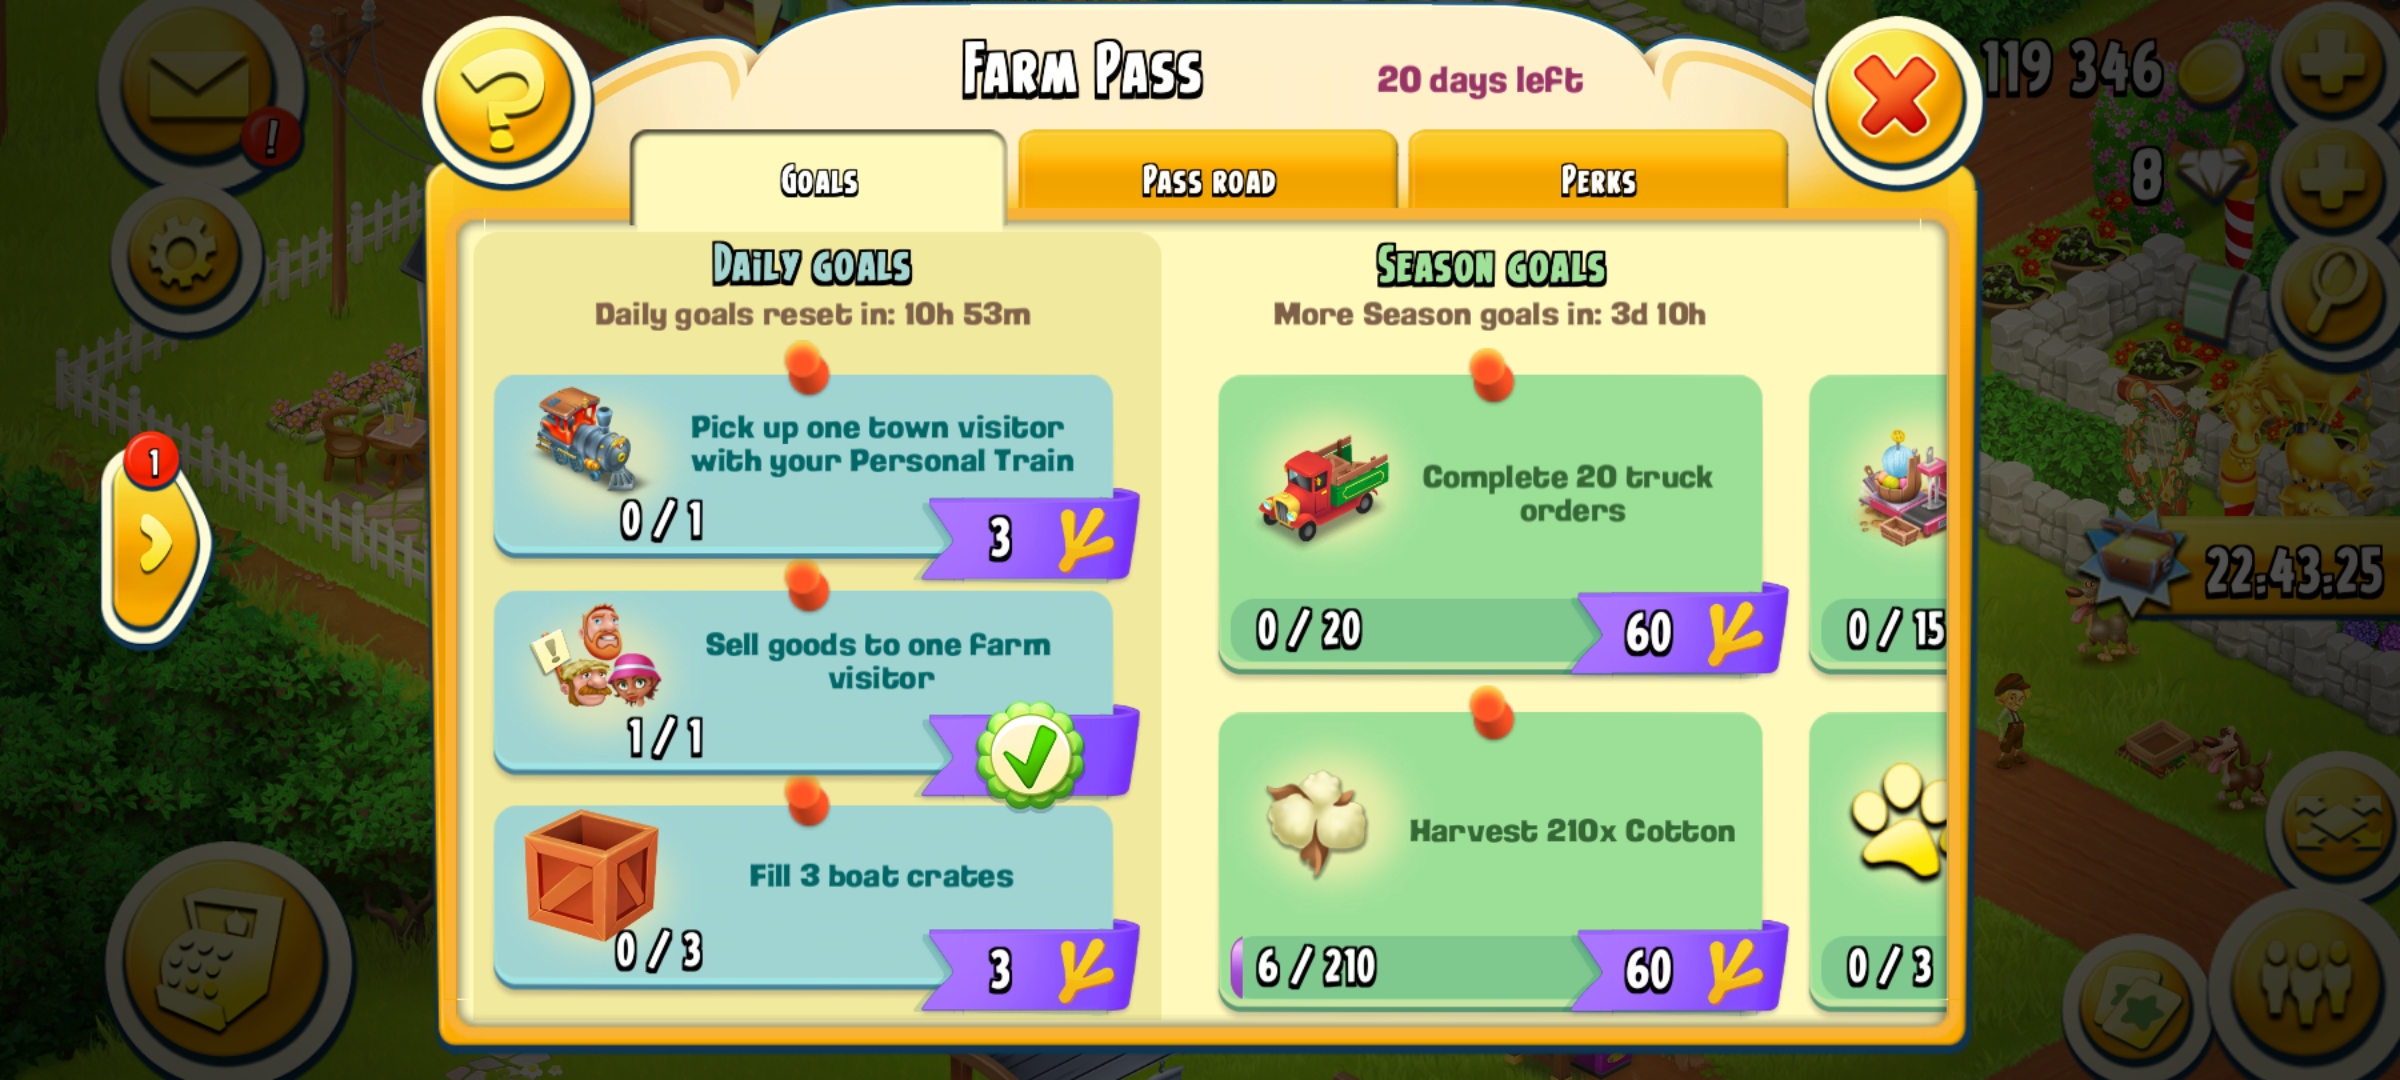 FARM PASS
20 days left
119 346
8
GOALS
PASS ROAD
PERKS
DAILY GOALS
Daily goals reset in: 10h 53m
Pick up one town visitor
with your Personal Train
0 / 1
3
Sell goods to one farm
visitor
1 / 1
Fill 3 boat crates
0 / 3
3
SEASON GOALS
More Season goals in: 3d 10h
Complete 20 truck
orders
0 / 20
60
0 / 15
Harvest 210x Cotton
6 / 210
60
0 / 3
!
1
22:43:25